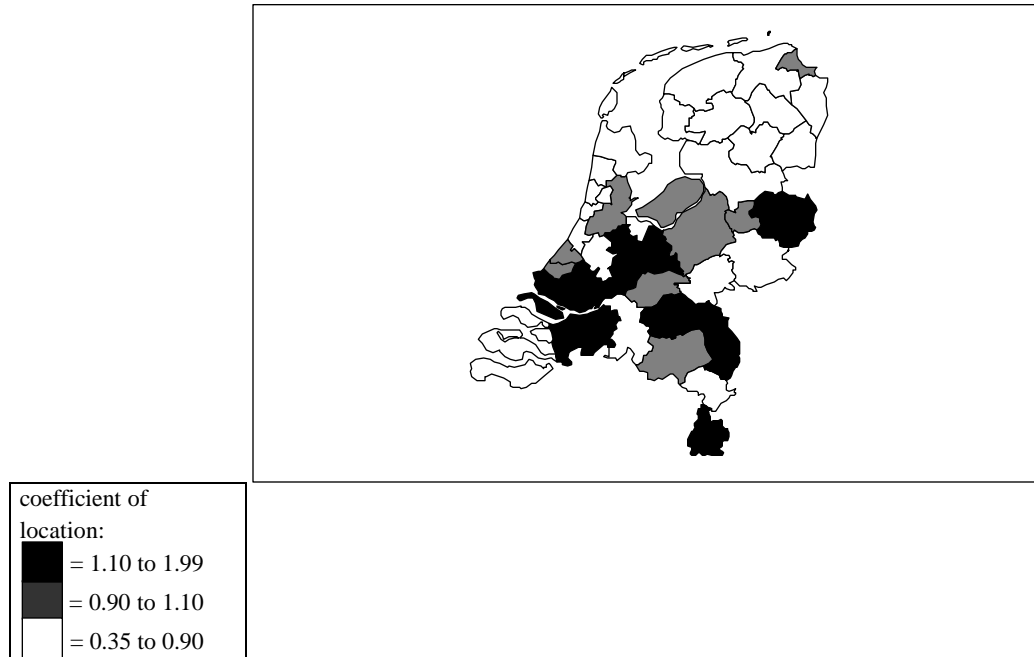 coefficient of
location:
= 1.10 to 1.99
= 0.90 to 1.10
= 0.35 to 0.90